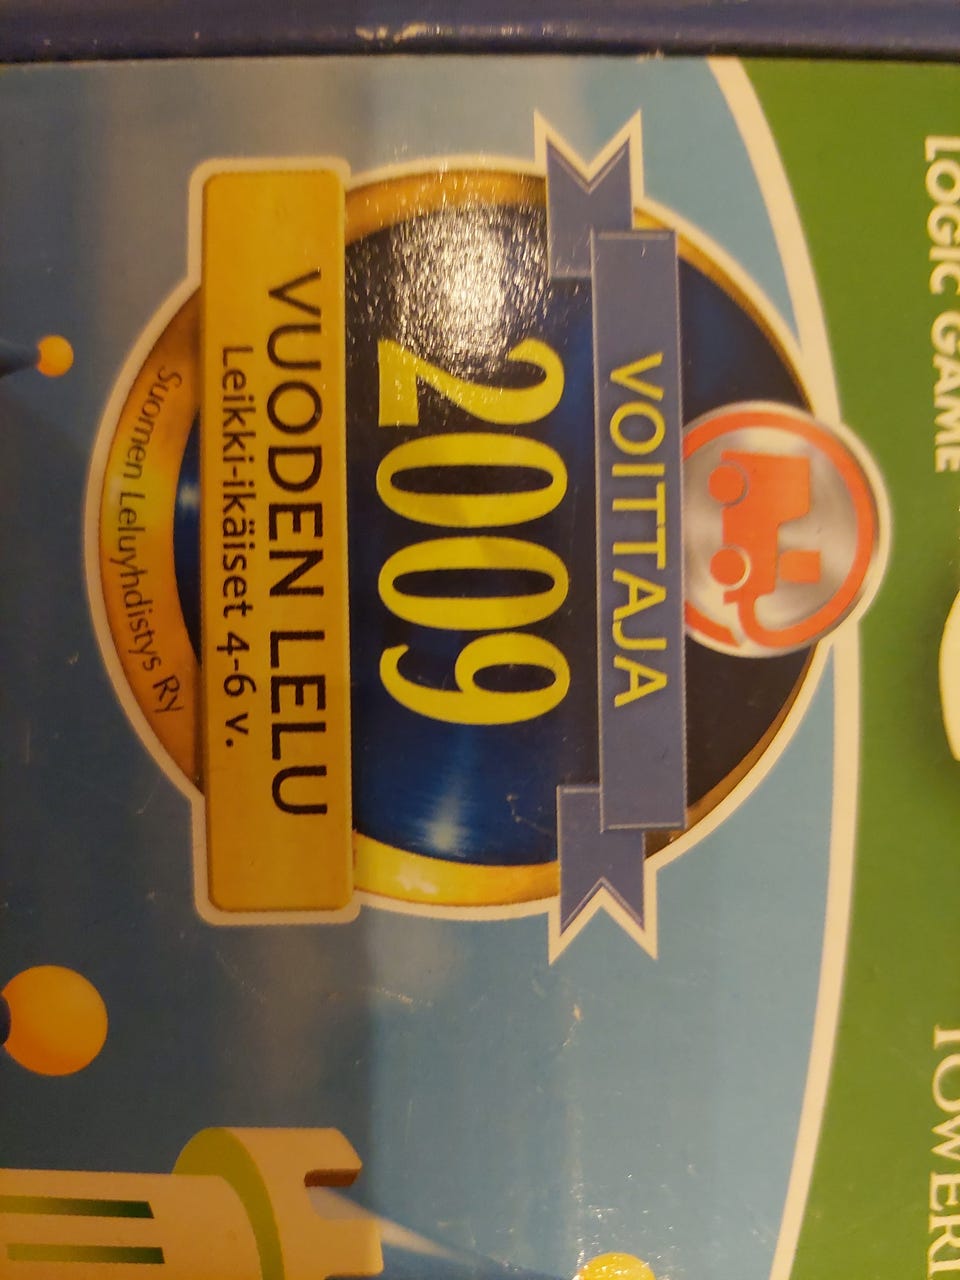 LOGIC GAME
VOITTAJA
2009
VUODEN LELU
Leikki-ikäiset 4-6 v.
Suomen Leluyhdistys Ry